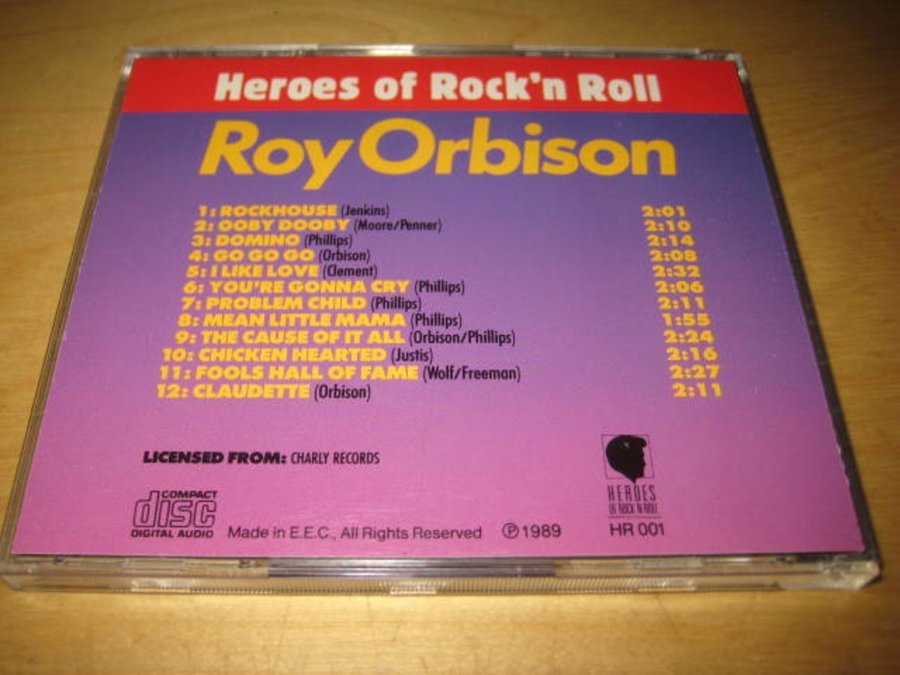 Heroes of Rock'n Roll
Roy Orbison
1: ROCKHOUSE (Jenkins) 2:01
2: OOBY DOOBY (Moore/Penner) 2:10
3: DOMINO (Phillips) 2:14
4: GO GO GO (Orbison) 2:08
5: I LIKE LOVE (Clement) 2:32
6: YOU'RE GONNA CRY (Phillips) 2:06
7: PROBLEM CHILD (Phillips) 2:11
8: MEAN LITTLE MAMA (Phillips) 1:55
9: THE CAUSE OF IT ALL (Orbison/Phillips) 2:24
10: CHICKEN HEARTED (Justis) 2:16
11: FOOLS HALL OF FAME (Wolf/Freeman) 2:27
12: CLAUDETTE (Orbison) 2:11
LICENSED FROM: CHARLY RECORDS
COMPACT
disc
DIGITAL AUDIO
Made in E.E.C., All Rights Reserved ℗ 1989
HEROES
OF ROCK 'N ROLL
HR 001